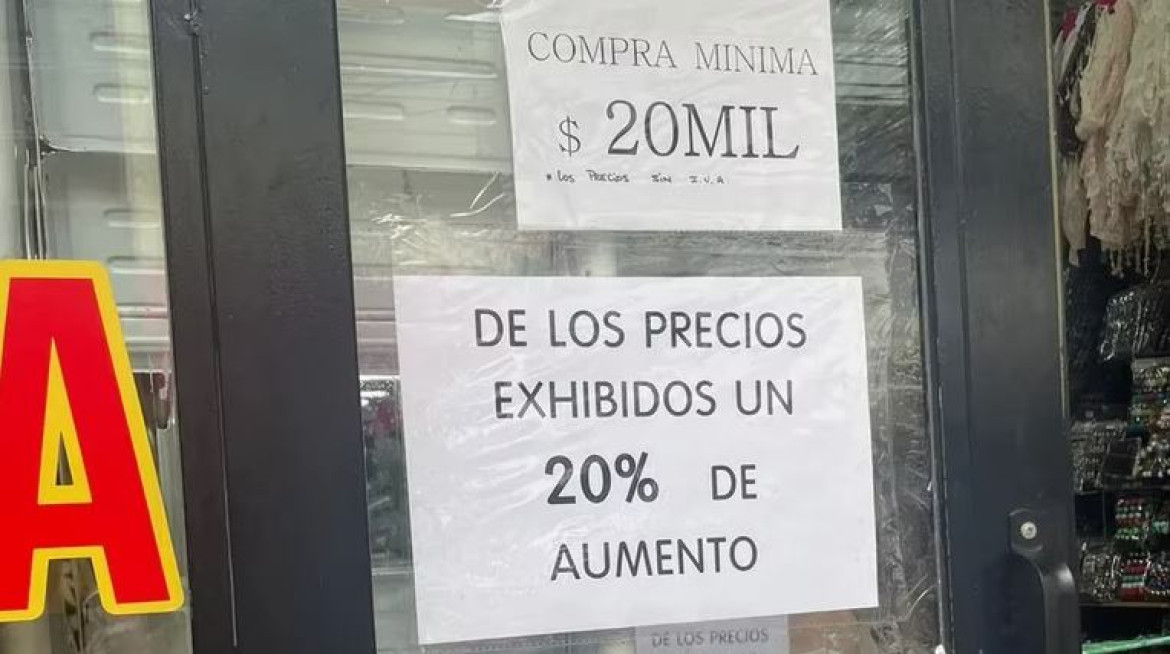 COMPRA MINIMA
$ 20MIL
* Los Precios sin I.V.A
A
DE LOS PRECIOS
EXHIBIDOS UN
20% DE
AUMENTO
DE LOS PRECIOS